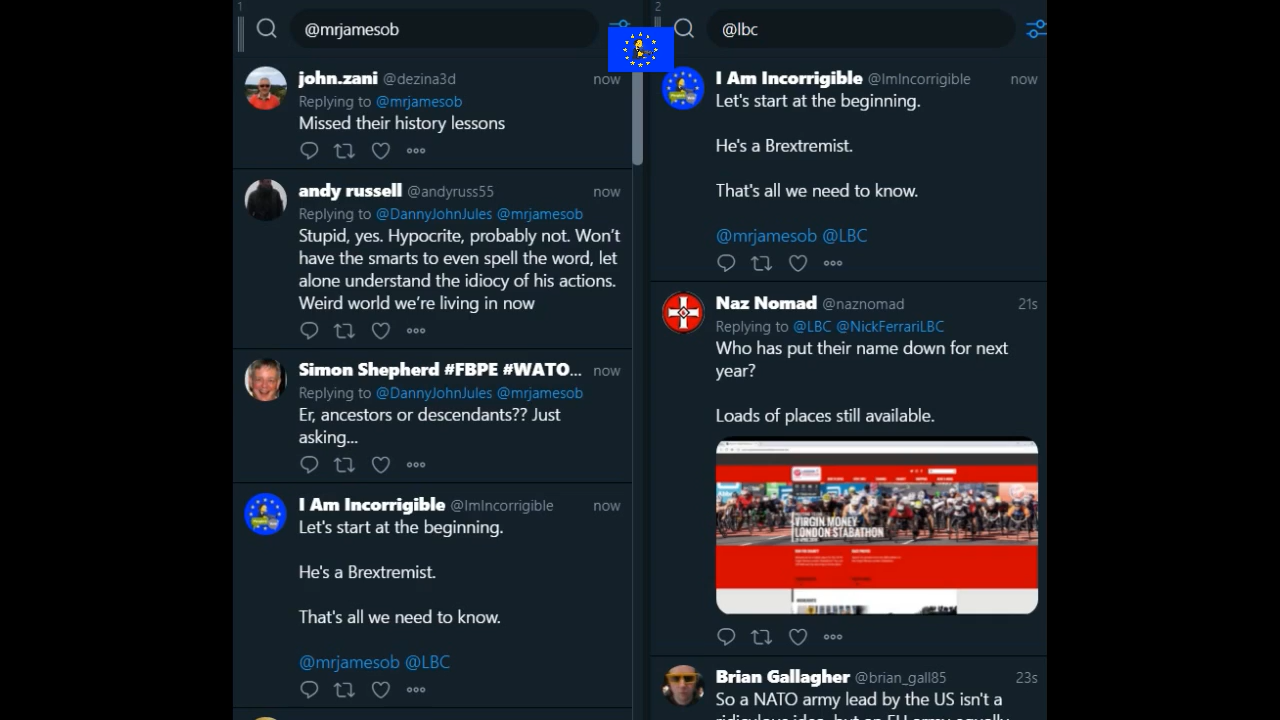 1
@mrjamesob
john.zani @dezina3d now
Replying to @mrjamesob
Missed their history lessons
andy russell @andyruss55 now
Replying to @DannyJohnJules @mrjamesob
Stupid, yes. Hypocrite, probably not. Won't
have the smarts to even spell the word, let
alone understand the idiocy of his actions.
Weird world we're living in now
Simon Shepherd #FBPE #WATO... now
Replying to @DannyJohnJules @mrjamesob
Er, ancestors or descendants?? Just
asking...
I Am Incorrigible @ImIncorrigible now
Let's start at the beginning.
He's a Brextremist.
That's all we need to know.
@mrjamesob @LBC
2
@lbc
I Am Incorrigible @ImIncorrigible now
Let's start at the beginning.
He's a Brextremist.
That's all we need to know.
@mrjamesob @LBC
Naz Nomad @naznomad 21s
Replying to @LBC @NickFerrariLBC
Who has put their name down for next
year?
Loads of places still available.
VIRGIN MONEY
LONDON STABATHON
Brian Gallagher @brian_gall85 23s
So a NATO army lead by the US isn't a
ridiculous idea, but an EU army equally